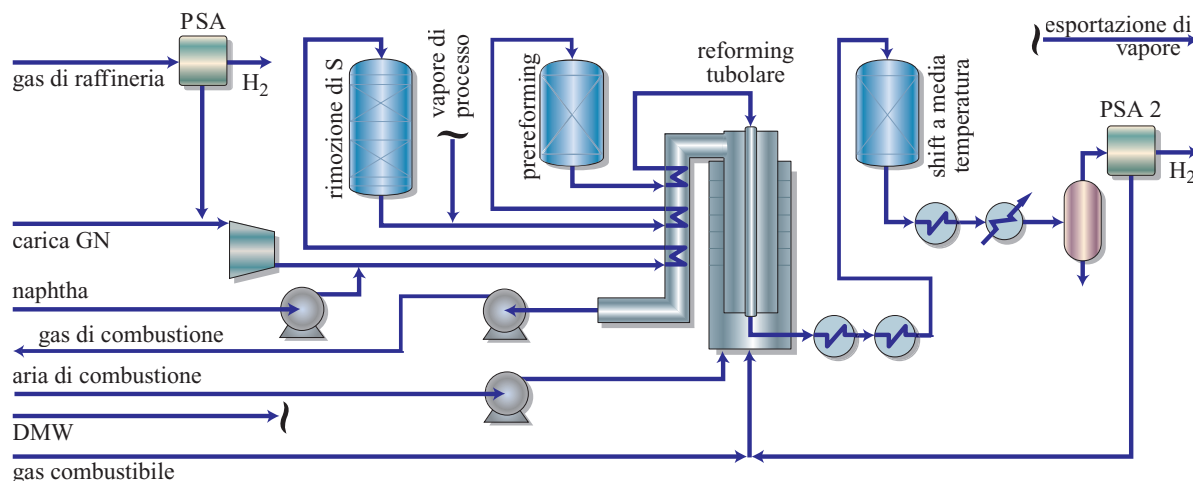 PSA
gas di raffineria
H2
rimozione di S
vapore di
processo
prereforming
reforming
tubolare
shift a media
temperatura
esportazione di
vapore
PSA 2
H2
carica GN
naphtha
gas di combustione
aria di combustione
DMW
gas combustibile